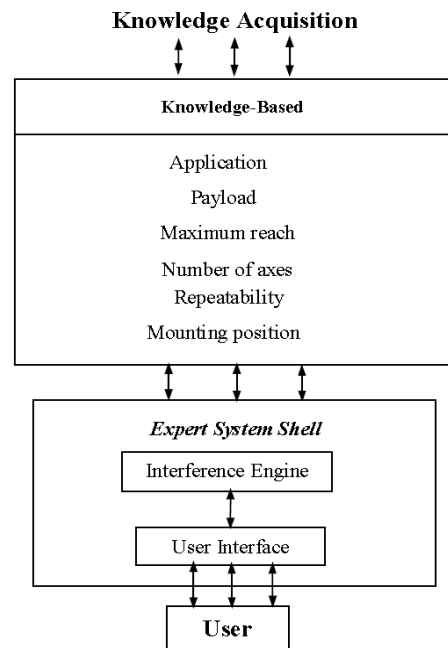 Knowledge Acquisition
Knowledge-Based
Application
Payload
Maximum reach
Number of axes
Repeatability
Mounting position
Expert System Shell
Interference Engine
User Interface
User